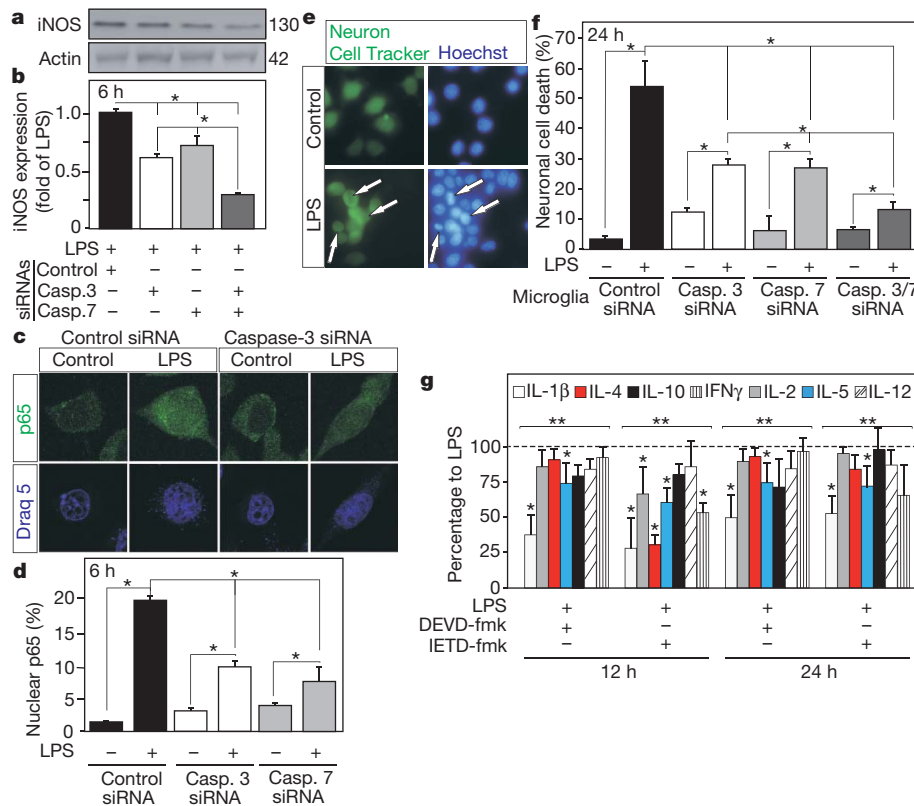 a
iNOS
130
Actin
42
b
6 h
iNOS expression
(fold of LPS)
1.0
0.5
0
LPS + + + +
siRNAs
Control + – – –
Casp.3 – + – +
Casp.7 – – + +
c
Control siRNA Caspase-3 siRNA
Control LPS Control LPS
p65
Draq 5
d
6 h
Nuclear p65 (%)
20
15
10
5
0
LPS – + – + – +
Control siRNA
Casp. 3 siRNA
Casp. 7 siRNA
* * * *
e
Neuron
Cell Tracker Hoechst
Control
LPS
f
24 h
Neuronal cell death (%)
70
60
50
40
30
20
10
0
LPS – + – + – + – +
Microglia
Control siRNA
Casp. 3 siRNA
Casp. 7 siRNA
Casp. 3/7 siRNA
g
IL-1β IL-4 IL-10 IFNγ IL-2 IL-5 IL-12
** ** ** **
Percentage to LPS
100
75
50
25
0
LPS + + + +
DEVD-fmk + – + –
IETD-fmk – + – +
12 h 24 h